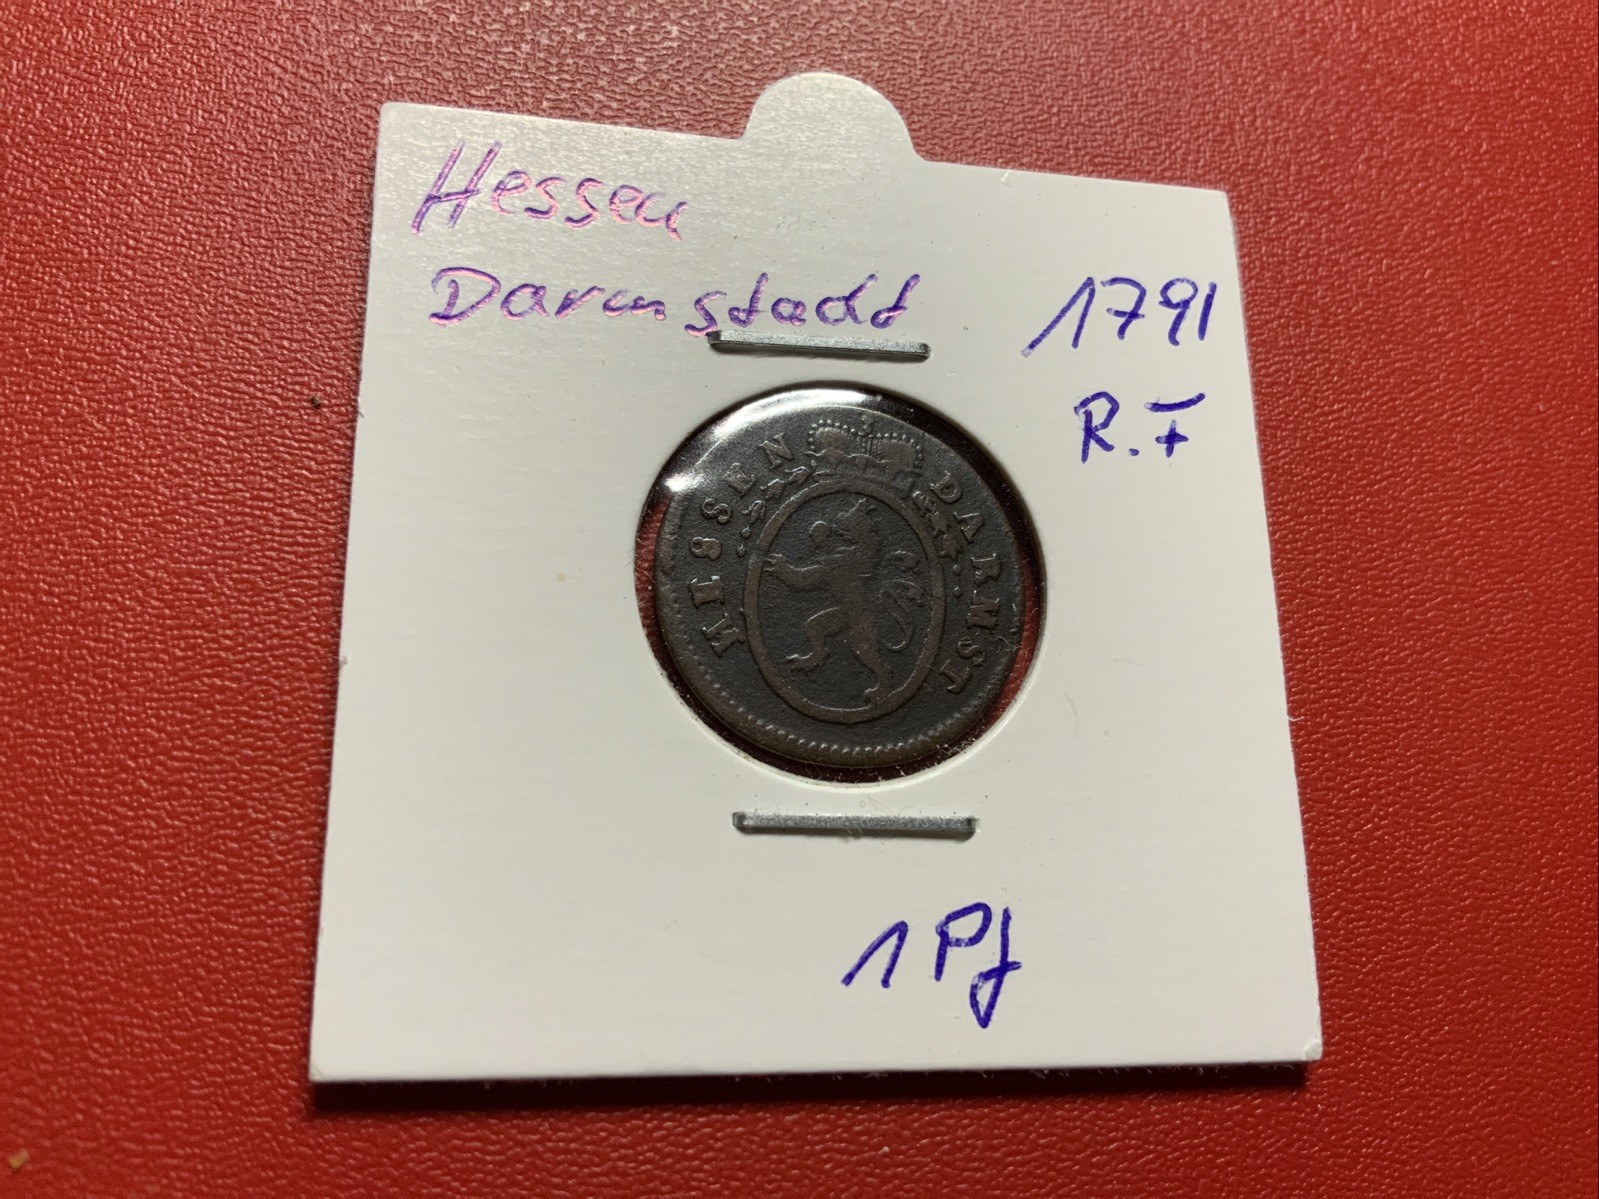 Hessen
Darmstadt
1791
R.F
HESSEN DARMST
1 Pf